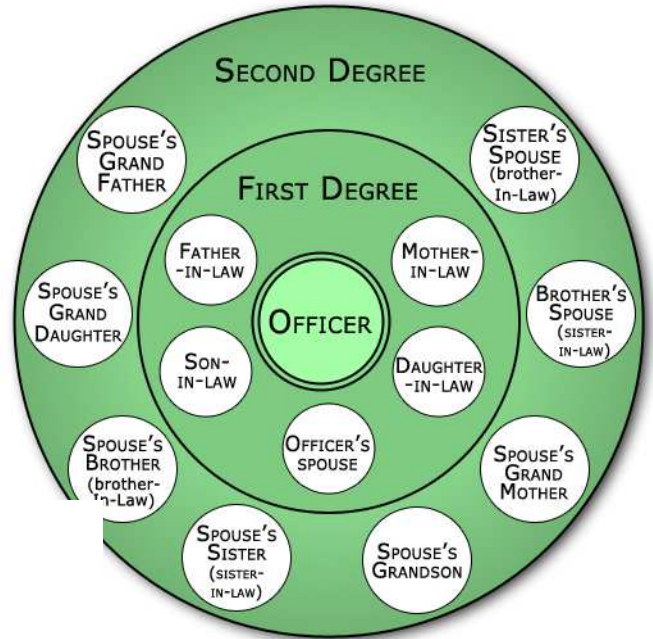 SECOND DEGREE
SPOUSE'S
GRAND
FATHER
SISTER'S
SPOUSE
(brother-
In-Law)
FIRST DEGREE
FATHER
-IN-LAW
MOTHER-
IN-LAW
SPOUSE'S
GRAND
DAUGHTER
OFFICER
BROTHER'S
SPOUSE
(SISTER-
IN-LAW)
SON-
IN-LAW
DAUGHTER
-IN-LAW
SPOUSE'S
BROTHER
(brother-
In-Law)
OFFICER'S
SPOUSE
SPOUSE'S
GRAND
MOTHER
SPOUSE'S
SISTER
(SISTER-
IN-LAW)
SPOUSE'S
GRANDSON